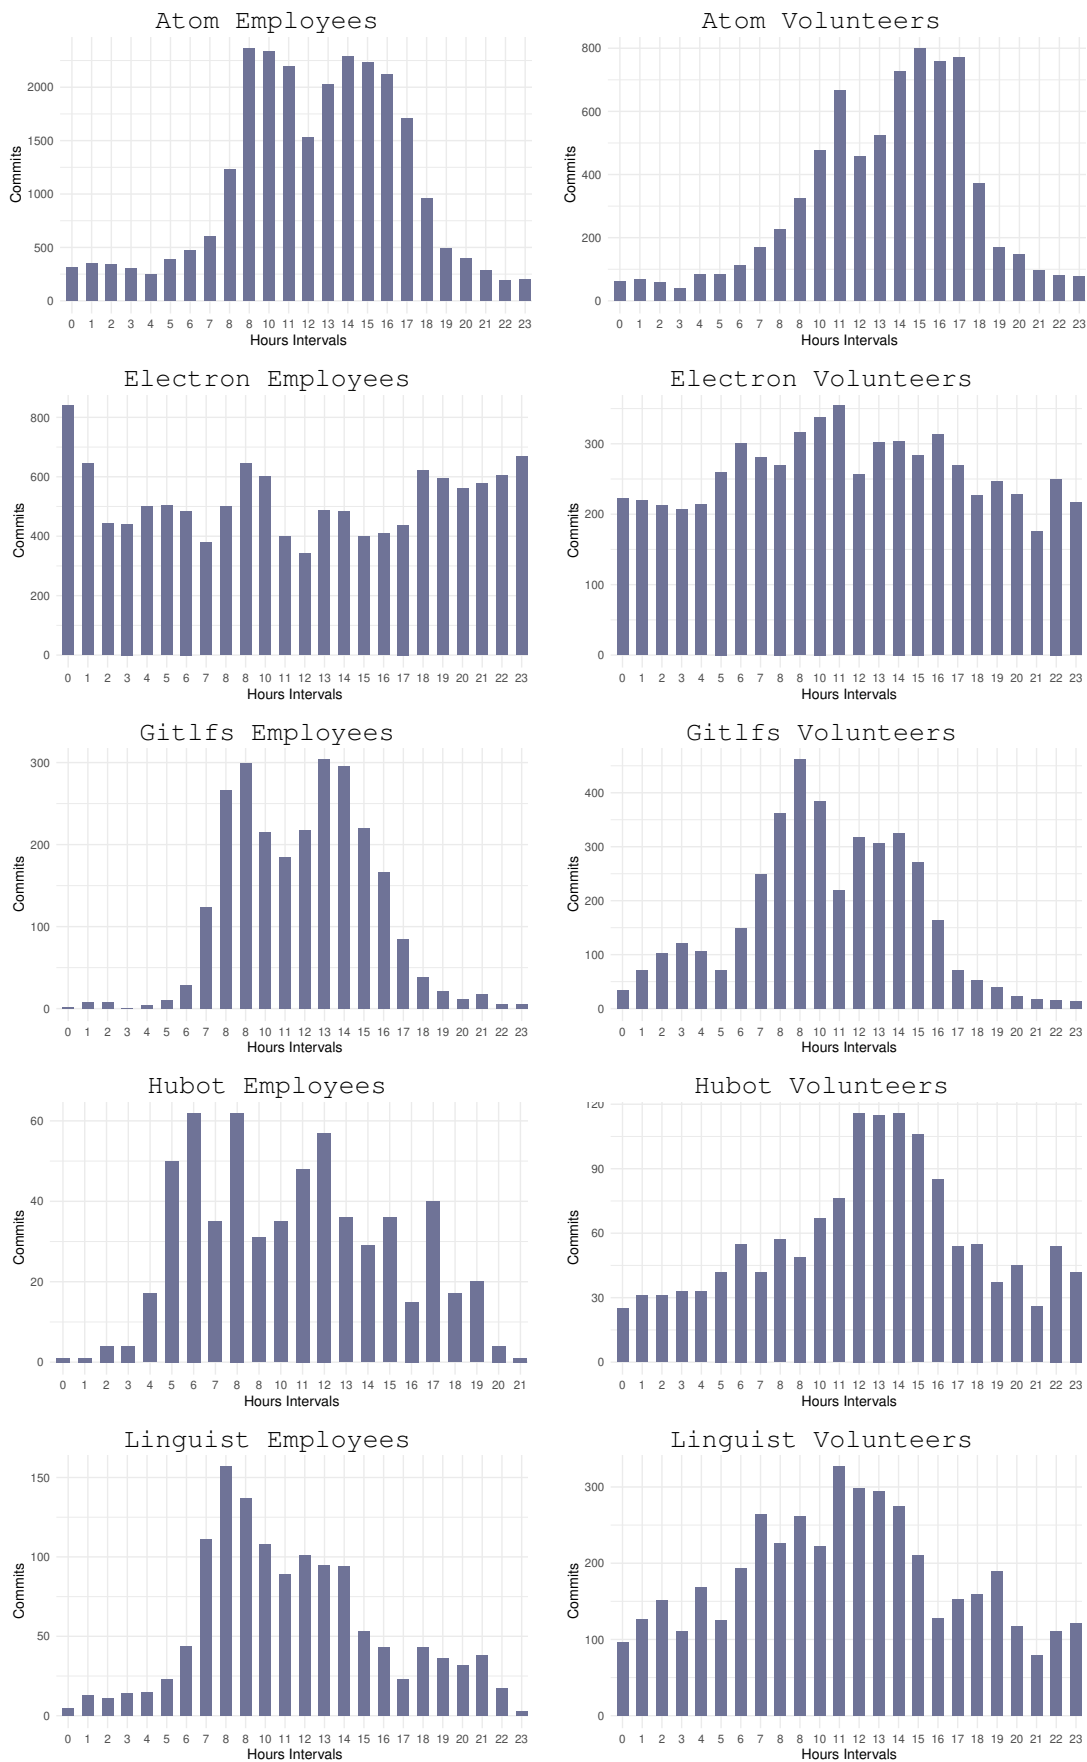 Atom Employees
Commits
2000
1500
1000
500
0
0 1 2 3 4 5 6 7 8 8 10 11 12 13 14 15 16 17 18 19 20 21 22 23
Hours Intervals
Atom Volunteers
Commits
800
600
400
200
0
0 1 2 3 4 5 6 7 8 8 10 11 12 13 14 15 16 17 18 19 20 21 22 23
Hours Intervals
Electron Employees
Commits
800
600
400
200
0
0 1 2 3 4 5 6 7 8 8 10 11 12 13 14 15 16 17 18 19 20 21 22 23
Hours Intervals
Electron Volunteers
Commits
300
200
100
0
0 1 2 3 4 5 6 7 8 8 10 11 12 13 14 15 16 17 18 19 20 21 22 23
Hours Intervals
Gitlfs Employees
Commits
300
200
100
0
0 1 2 3 4 5 6 7 8 8 10 11 12 13 14 15 16 17 18 19 20 21 22 23
Hours Intervals
Gitlfs Volunteers
Commits
400
300
200
100
0
0 1 2 3 4 5 6 7 8 8 10 11 12 13 14 15 16 17 18 19 20 21 22 23
Hours Intervals
Hubot Employees
Commits
60
40
20
0
0 1 2 3 4 5 6 7 8 8 10 11 12 13 14 15 16 17 18 19 20 21
Hours Intervals
Hubot Volunteers
Commits
120
90
60
30
0
0 1 2 3 4 5 6 7 8 8 10 11 12 13 14 15 16 17 18 19 20 21 22 23
Hours Intervals
Linguist Employees
Commits
150
100
50
0
0 1 2 3 4 5 6 7 8 8 10 11 12 13 14 15 16 17 18 19 20 21 22 23
Hours Intervals
Linguist Volunteers
Commits
300
200
100
0
0 1 2 3 4 5 6 7 8 8 10 11 12 13 14 15 16 17 18 19 20 21 22 23
Hours Intervals